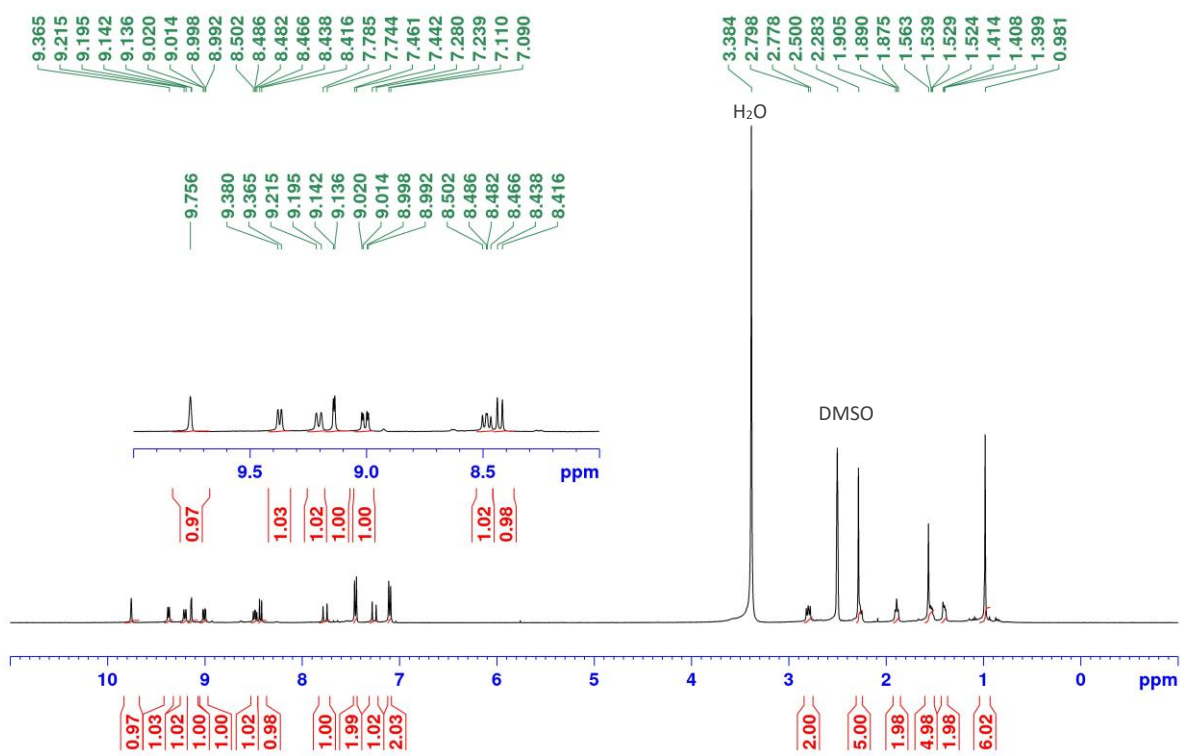 9.365 9.215 9.195 9.142 9.136 9.020 9.014 8.998 8.992 8.502 8.486 8.482 8.466 8.438 8.416 7.785 7.744 7.461 7.442 7.280 7.239 7.110 7.090 3.384 2.798 2.778 2.500 2.283 1.905 1.890 1.875 1.563 1.539 1.529 1.524 1.414 1.408 1.399 0.981
H₂O
9.756 9.380 9.365 9.215 9.195 9.142 9.136 9.020 9.014 8.998 8.992 8.502 8.486 8.482 8.466 8.438 8.416
DMSO
9.5 9.0 8.5 ppm
0.97 1.03 1.02 1.00 1.00 1.02 0.98
10 9 8 7 6 5 4 3 2 1 0 ppm
0.97 1.03 1.02 1.00 1.00 1.02 0.98 1.00 1.99 1.02 2.03 2.00 5.00 1.98 4.98 1.98 6.02